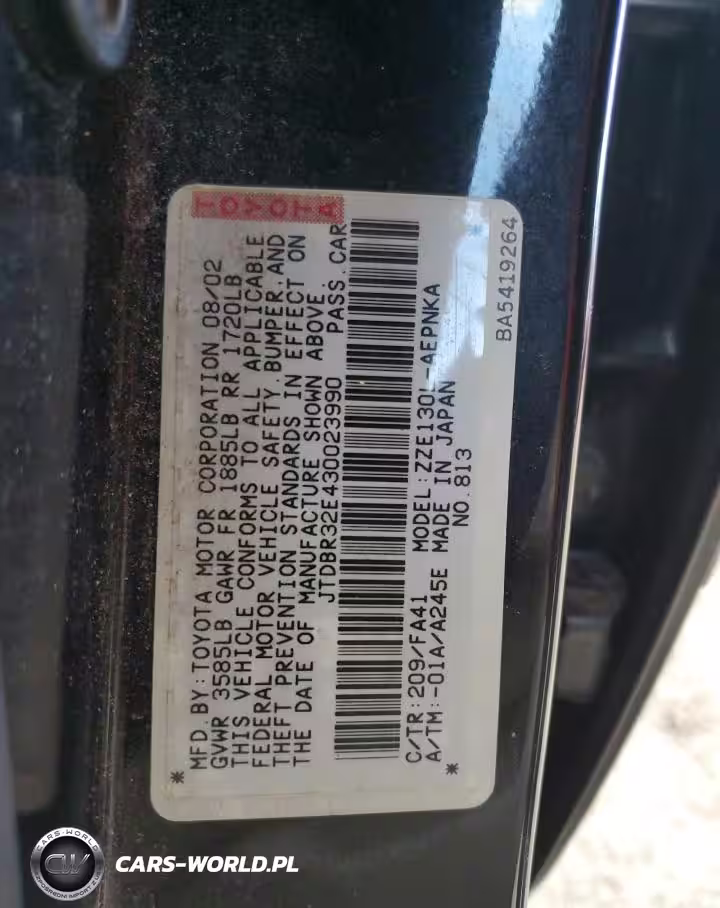 TOYOTA
MFD.BY:TOYOTA MOTOR CORPORATION 08/02
GVWR 3585LB GAWR FR 1885LB RR 1720LB
THIS VEHICLE CONFORMS TO ALL APPLICABLE
FEDERAL MOTOR VEHICLE SAFETY,BUMPER,AND
THEFT PREVENTION STANDARDS IN EFFECT ON
THE DATE OF MANUFACTURE SHOWN ABOVE.
JTDBR32E430023990 PASS.CAR
C/TR:209/FA41 MODEL:ZZE130L-AEPNKA
A/TM:-01A/A245E MADE IN JAPAN
NO.813
BA5419264
CARS-WORLD
CW
CARS-WORLD.PL